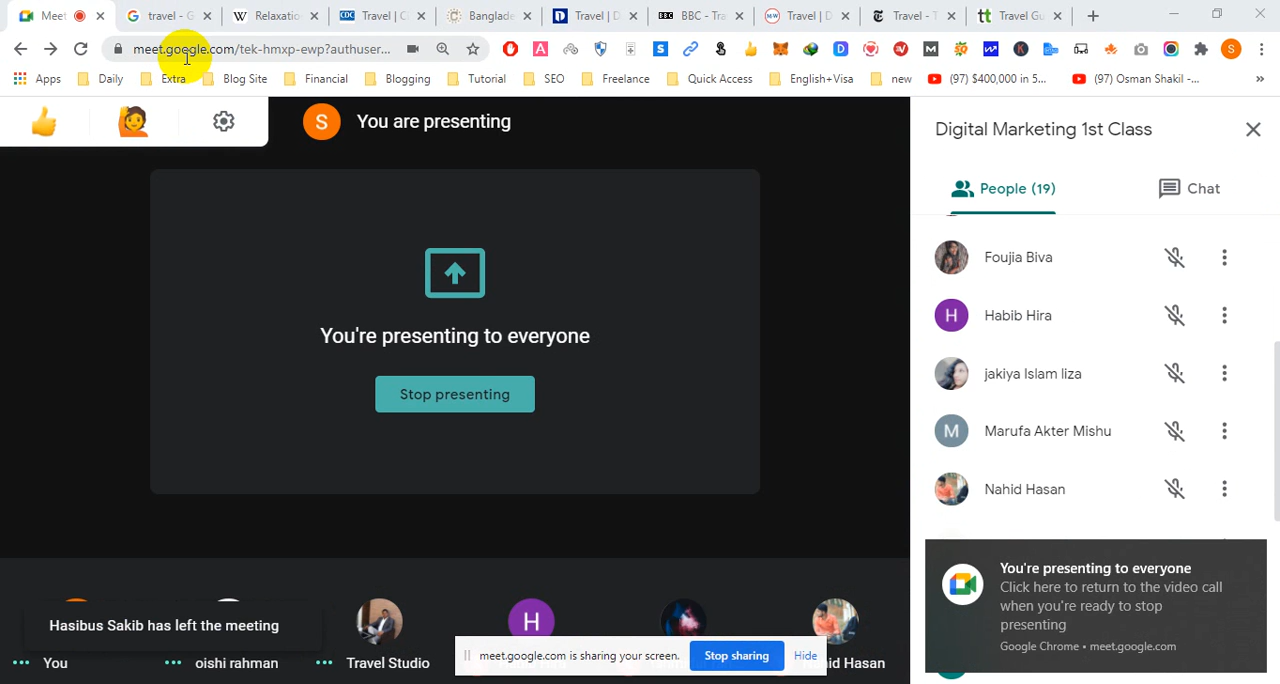 Meet
travel - G
Relaxatio
CDC Travel | C
Banglade
D Travel | D
BBC BBC - Tra
Travel | D
Travel - T
tt Travel Gu
meet.google.com/tek-hmxp-ewp?authuser...
Apps
Daily
Extra
Blog Site
Financial
Blogging
Tutorial
SEO
Freelance
Quick Access
English+Visa
new
(97) $400,000 in 5...
(97) Osman Shakil -...
»
S You are presenting
Digital Marketing 1st Class
People (19)
Chat
You're presenting to everyone
Stop presenting
Foujia Biva
H Habib Hira
jakiya Islam liza
M Marufa Akter Mishu
Nahid Hasan
You're presenting to everyone
Click here to return to the video call
when you're ready to stop
presenting
Google Chrome • meet.google.com
Hasibus Sakib has left the meeting
H
You
oishi rahman
Travel Studio
Nahid Hasan
meet.google.com is sharing your screen.
Stop sharing
Hide